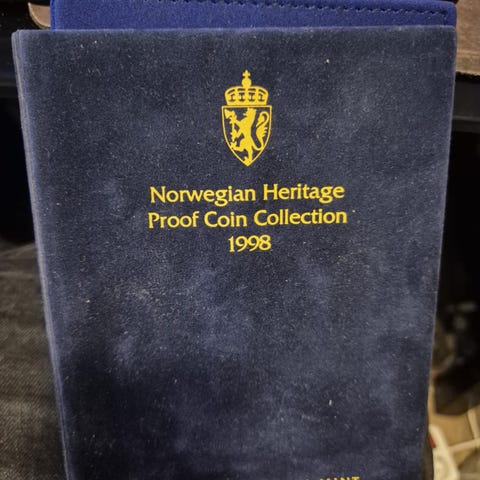 Norwegian Heritage
Proof Coin Collection
1998